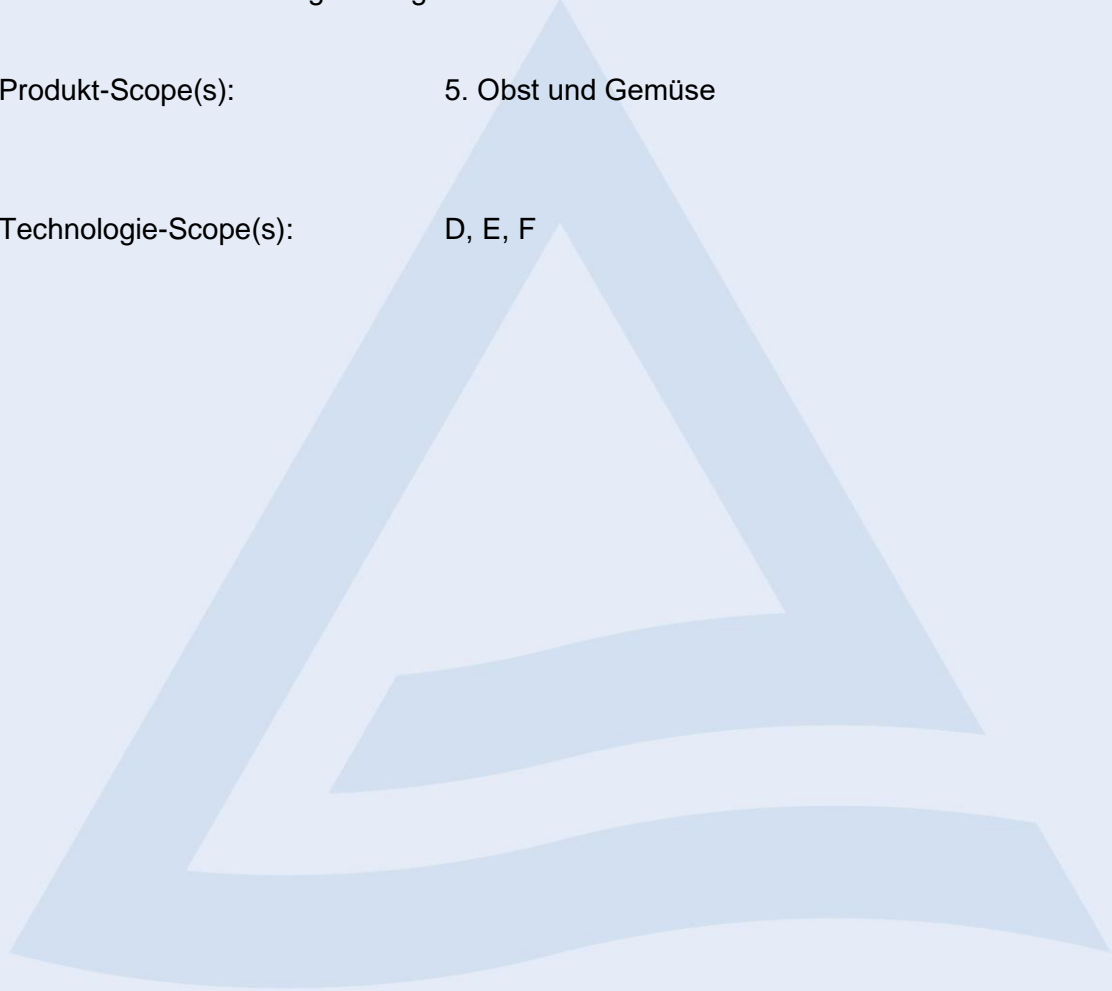 Produkt-Scope(s): 5. Obst und Gemüse
Technologie-Scope(s): D, E, F